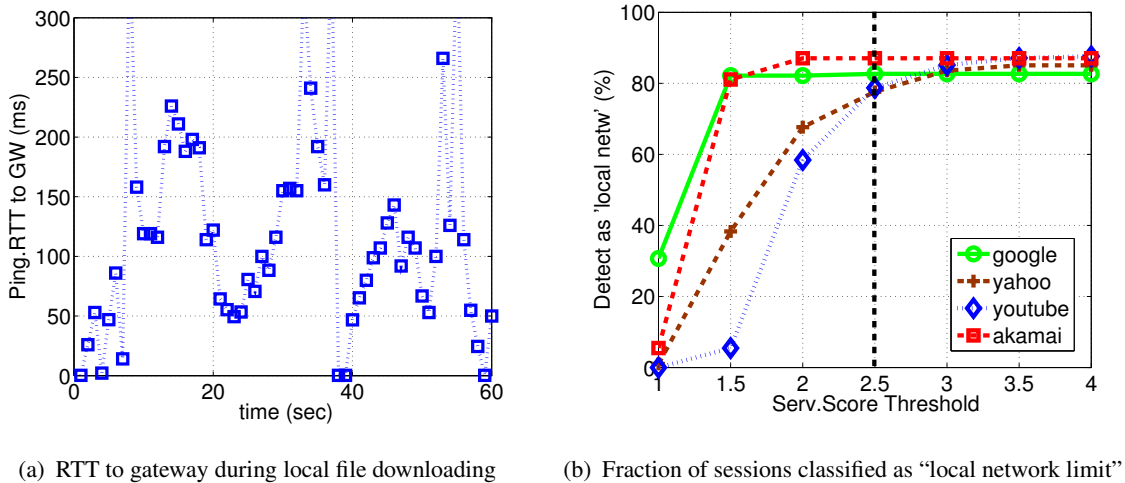 300
250
200
150
100
50
0
0
20
40
60
Ping.RTT to GW (ms)
time (sec)
(a) RTT to gateway during local file downloading
100
80
60
40
20
0
1
1.5
2
2.5
3
3.5
4
Detect as 'local netw' (%)
Serv.Score Threshold
google
yahoo
youtube
akamai
(b) Fraction of sessions classified as “local network limit”